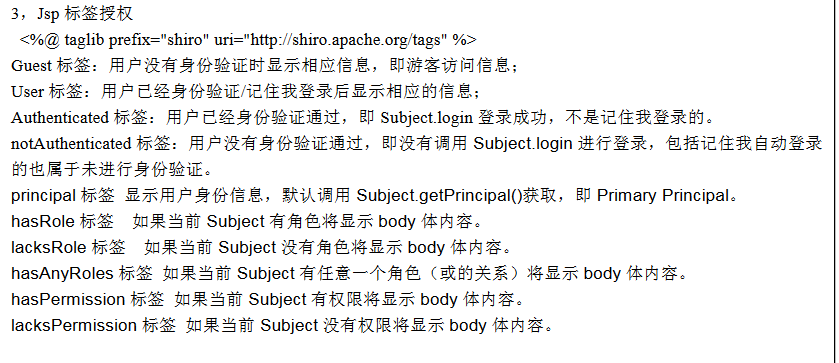 3，Jsp 标签授权
<%@ taglib prefix="shiro" uri="http://shiro.apache.org/tags" %>
Guest 标签：用户没有身份验证时显示相应信息，即游客访问信息；
User 标签：用户已经身份验证/记住我登录后显示相应的信息；
Authenticated 标签：用户已经身份验证通过，即 Subject.login 登录成功，不是记住我登录的。
notAuthenticated 标签：用户没有身份验证通过，即没有调用 Subject.login 进行登录，包括记住我自动登录
的也属于未进行身份验证。
principal 标签 显示用户身份信息，默认调用 Subject.getPrincipal()获取，即 Primary Principal。
hasRole 标签 如果当前 Subject 有角色将显示 body 体内容。
lacksRole 标签 如果当前 Subject 没有角色将显示 body 体内容。
hasAnyRoles 标签 如果当前 Subject 有任意一个角色（或的关系）将显示 body 体内容。
hasPermission 标签 如果当前 Subject 有权限将显示 body 体内容。
lacksPermission 标签 如果当前 Subject 没有权限将显示 body 体内容。